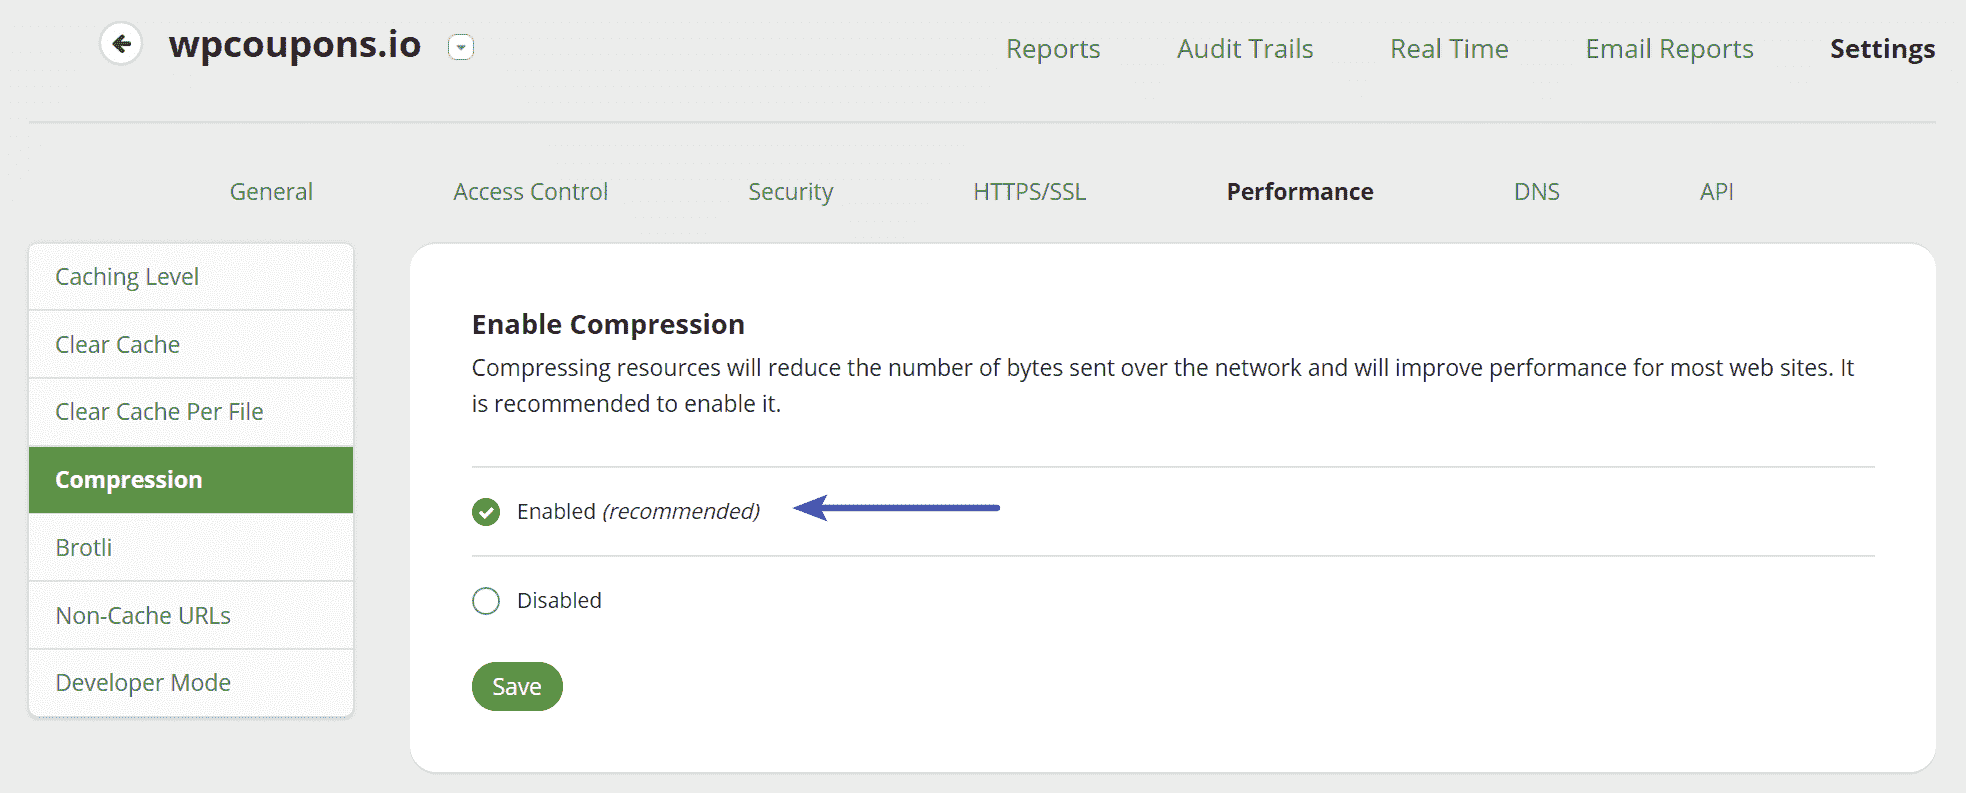 wpcoupons.io
Reports Audit Trails Real Time Email Reports Settings
General Access Control Security HTTPS/SSL Performance DNS API
Caching Level
Clear Cache
Clear Cache Per File
Compression
Brotli
Non-Cache URLs
Developer Mode
Enable Compression
Compressing resources will reduce the number of bytes sent over the network and will improve performance for most web sites. It
is recommended to enable it.
Enabled (recommended)
Disabled
Save